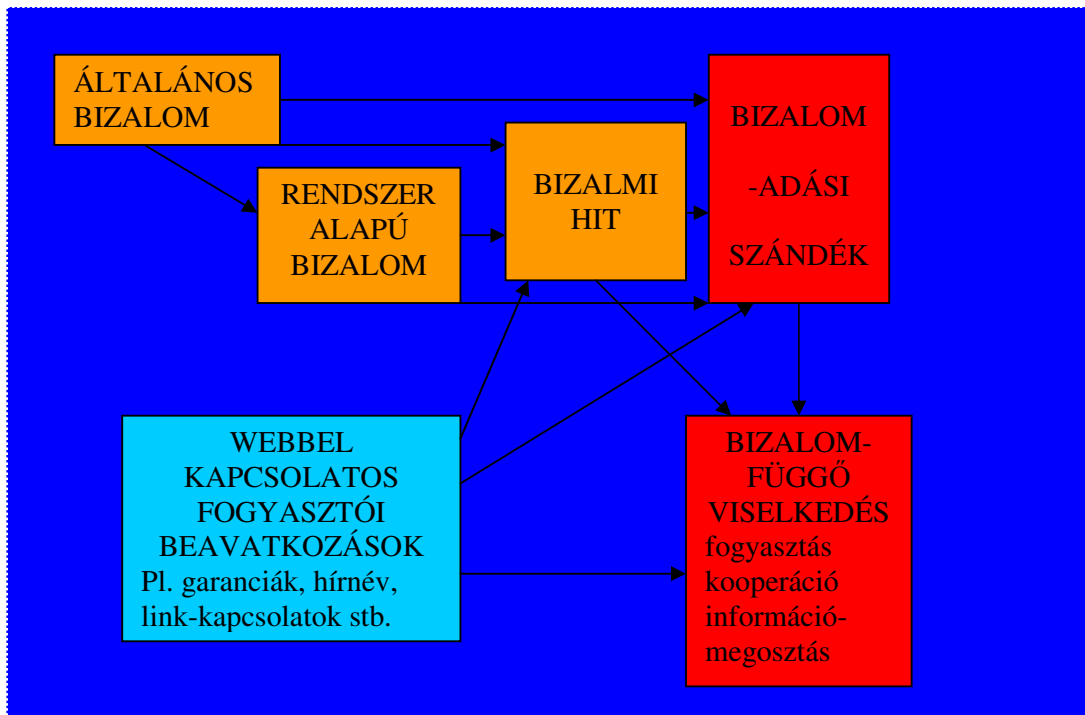 ÁLTALÁNOS
BIZALOM
RENDSZER
ALAPÚ
BIZALOM
BIZALMI
HIT
BIZALOM
-ADÁSI
SZÁNDÉK
WEBBEL
KAPCSOLATOS
FOGYASZTÓI
BEAVATKOZÁSOK
Pl. garanciák, hírnév,
link-kapcsolatok stb.
BIZALOM-
FÜGGŐ
VISELKEDÉS
fogyasztás
kooperáció
információ-
megosztás